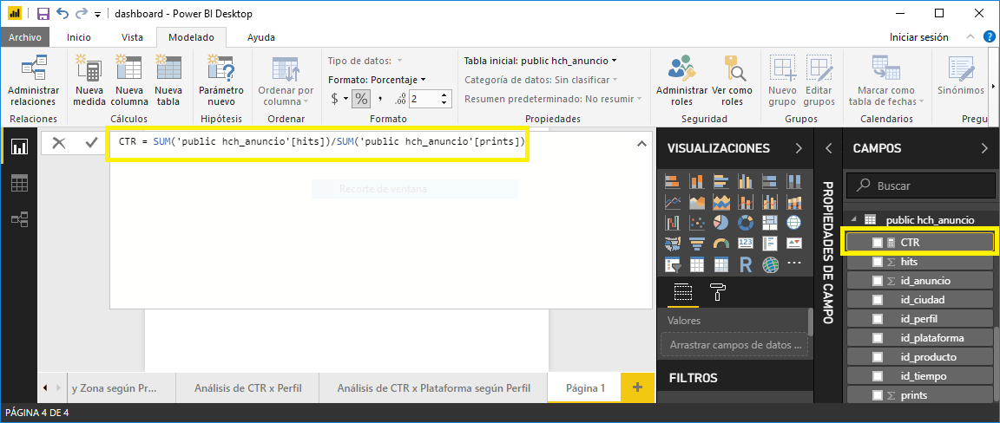 dashboard - Power BI Desktop
Archivo Inicio Vista Modelado Ayuda Iniciar sesión
Administrar relaciones
Nueva medida
Nueva columna
Nueva tabla
Parámetro nuevo
Ordenar por columna
Tipo de datos:
Formato: Porcentaje
$ % , .00 2
Tabla inicial: public hch_anuncio
Categoría de datos: Sin clasificar
Resumen predeterminado: No resumir
Administrar roles
Ver como roles
Nuevo grupo
Editar grupos
Marcar como tabla de fechas
Sinónimos
Relaciones Cálculos Hipótesis Ordenar Formato Propiedades Seguridad Grupos Calendarios Pregu
CTR = SUM('public hch_anuncio'[hits])/SUM('public hch_anuncio'[prints])
Recorte de ventana
VISUALIZACIONES
123
R
Valores
Arrastrar campos de datos ...
FILTROS
PROPIEDADES DE CAMPO
CAMPOS
Buscar
public hch_anuncio
CTR
hits
id_anuncio
id_ciudad
id_perfil
id_plataforma
id_producto
id_tiempo
prints
y Zona según Pr... Análisis de CTR x Perfil Análisis de CTR x Plataforma según Perfil Página 1
PÁGINA 4 DE 4